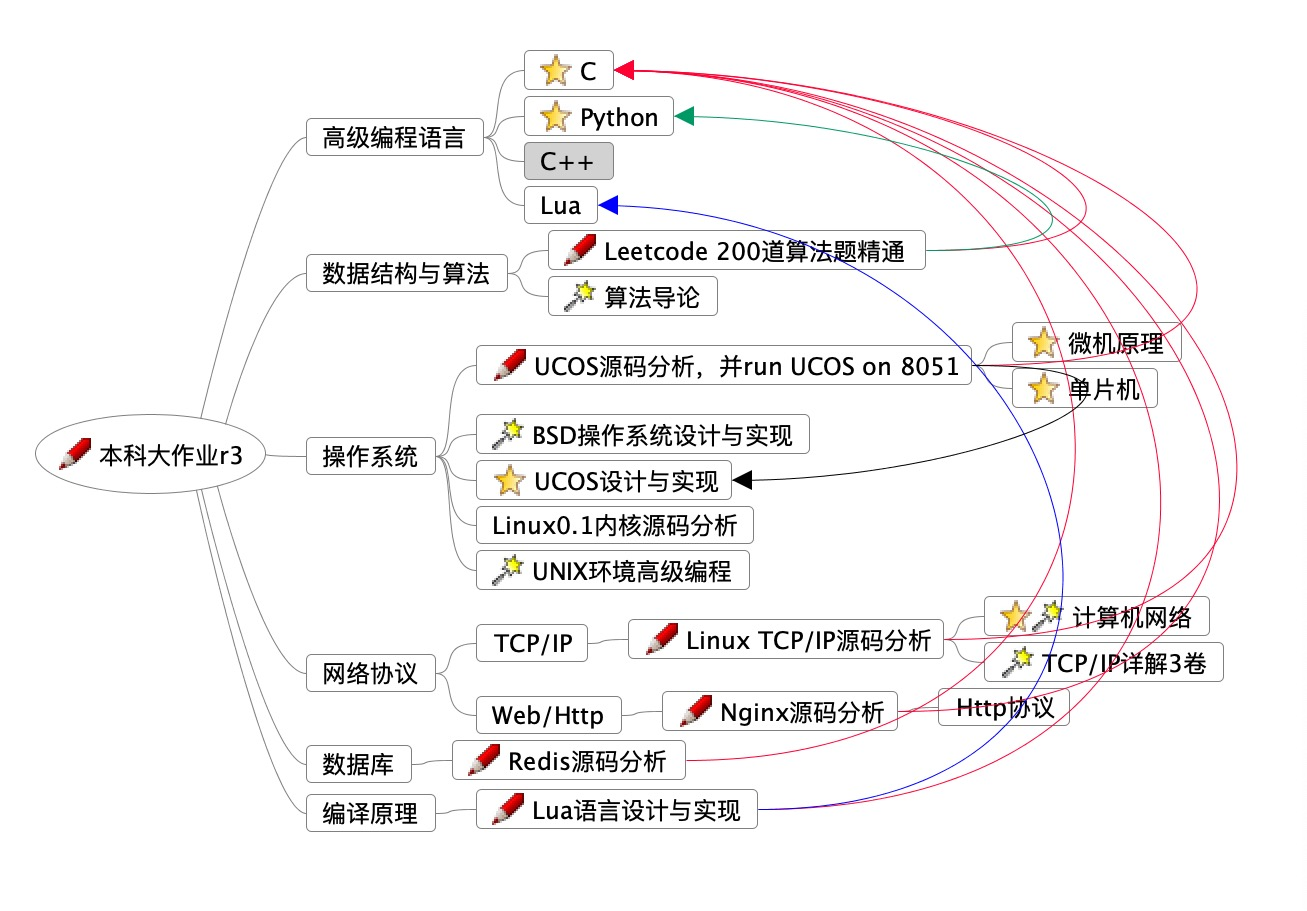 本科大作业r3
高级编程语言
C
Python
C++
Lua
数据结构与算法
Leetcode 200道算法题精通
算法导论
操作系统
UCOS源码分析，并run UCOS on 8051
微机原理
单片机
BSD操作系统设计与实现
UCOS设计与实现
Linux0.1内核源码分析
UNIX环境高级编程
网络协议
TCP/IP
Linux TCP/IP源码分析
计算机网络
TCP/IP详解3卷
Web/Http
Nginx源码分析
Http协议
数据库
Redis源码分析
编译原理
Lua语言设计与实现